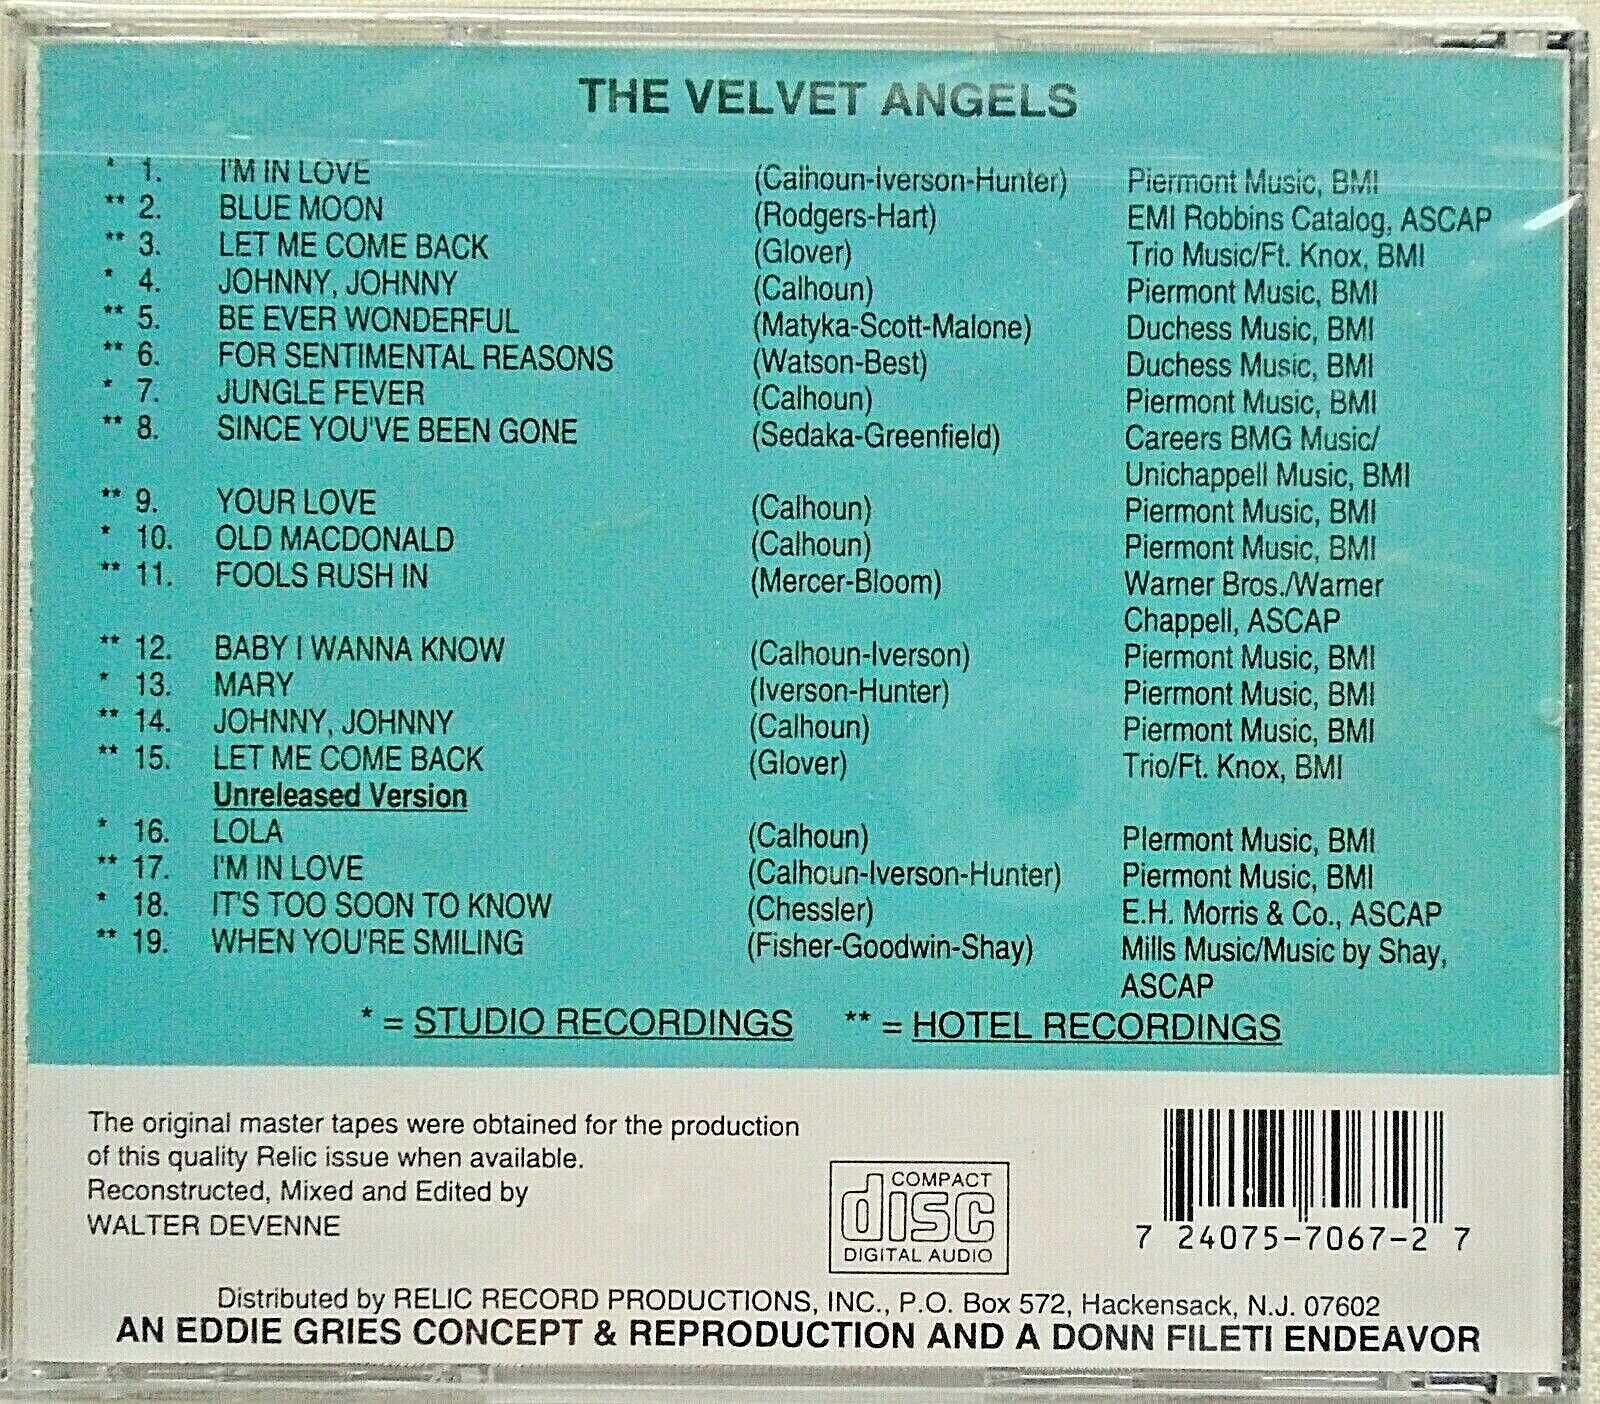 THE VELVET ANGELS
* 1. I'M IN LOVE (Calhoun-Iverson-Hunter) Piermont Music, BMI
** 2. BLUE MOON (Rodgers-Hart) EMI Robbins Catalog, ASCAP
** 3. LET ME COME BACK (Glover) Trio Music/Ft. Knox, BMI
* 4. JOHNNY, JOHNNY (Calhoun) Piermont Music, BMI
** 5. BE EVER WONDERFUL (Matyka-Scott-Malone) Duchess Music, BMI
** 6. FOR SENTIMENTAL REASONS (Watson-Best) Duchess Music, BMI
* 7. JUNGLE FEVER (Calhoun) Piermont Music, BMI
** 8. SINCE YOU'VE BEEN GONE (Sedaka-Greenfield) Careers BMG Music/
Unichappell Music, BMI
** 9. YOUR LOVE (Calhoun) Piermont Music, BMI
* 10. OLD MACDONALD (Calhoun) Piermont Music, BMI
** 11. FOOLS RUSH IN (Mercer-Bloom) Warner Bros./Warner
Chappell, ASCAP
** 12. BABY I WANNA KNOW (Calhoun-Iverson) Piermont Music, BMI
* 13. MARY (Iverson-Hunter) Piermont Music, BMI
** 14. JOHNNY, JOHNNY (Calhoun) Piermont Music, BMI
** 15. LET ME COME BACK (Glover) Trio/Ft. Knox, BMI
Unreleased Version
* 16. LOLA (Calhoun) PIermont Music, BMI
** 17. I'M IN LOVE (Calhoun-Iverson-Hunter) Piermont Music, BMI
* 18. IT'S TOO SOON TO KNOW (Chessler) E.H. Morris & Co., ASCAP
** 19. WHEN YOU'RE SMILING (Fisher-Goodwin-Shay) Mills Music/Music by Shay,
ASCAP
* = STUDIO RECORDINGS ** = HOTEL RECORDINGS
The original master tapes were obtained for the production
of this quality Relic issue when available.
Reconstructed, Mixed and Edited by
WALTER DEVENNE
COMPACT
disc
DIGITAL AUDIO
7 24075-7067-2 7
Distributed by RELIC RECORD PRODUCTIONS, INC., P.O. Box 572, Hackensack, N.J. 07602
AN EDDIE GRIES CONCEPT & REPRODUCTION AND A DONN FILETI ENDEAVOR